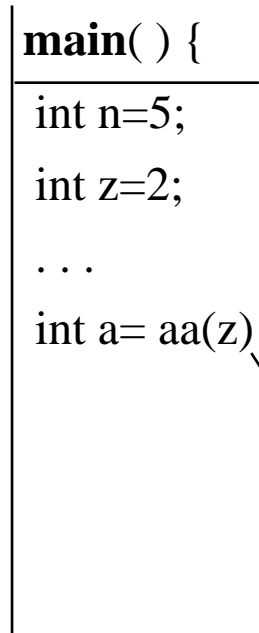 main( ) {
int n=5;
int z=2;
. . .
int a= aa(z)